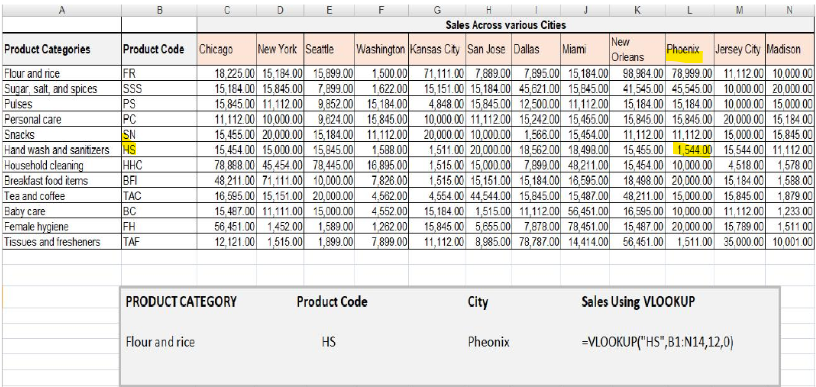 A B C D E F G H I J K L M N
Sales Across various Cities
Product Categories Product Code Chicago New York Seattle Washington Kansas City San Jose Dallas Miami New Orleans Phoenix Jersey City Madison
Flour and rice FR 18,225.00 15,184.00 15,899.00 1,500.00 71,111.00 7,889.00 7,895.00 15,184.00 98,984.00 78,999.00 11,112.00 10,000.00
Sugar, salt, and spices SSS 15,184.00 15,845.00 7,899.00 1,622.00 15,151.00 15,184.00 45,621.00 15,845.00 41,545.00 45,545.00 10,000.00 20,000.00
Pulses PS 15,845.00 11,112.00 9,852.00 15,184.00 4,848.00 15,845.00 12,500.00 11,112.00 15,184.00 15,184.00 10,000.00 15,000.00
Personal care PC 11,112.00 10,000.00 9,624.00 15,845.00 10,000.00 11,112.00 15,242.00 15,455.00 15,845.00 15,845.00 20,000.00 15,184.00
Snacks SN 15,455.00 20,000.00 15,184.00 11,112.00 20,000.00 10,000.00 1,566.00 15,454.00 11,112.00 11,112.00 15,000.00 15,845.00
Hand wash and sanitizers HS 15,454.00 15,000.00 15,845.00 1,588.00 1,511.00 20,000.00 18,562.00 18,498.00 15,455.00 1,544.00 15,544.00 11,112.00
Household cleaning HHC 78,898.00 45,454.00 78,445.00 16,895.00 1,515.00 15,000.00 7,899.00 48,211.00 15,454.00 10,000.00 4,518.00 1,578.00
Breakfast food items BFI 48,211.00 71,111.00 10,000.00 7,826.00 1,515.00 15,151.00 15,184.00 16,595.00 18,498.00 20,000.00 15,184.00 1,588.00
Tea and coffee TAC 16,595.00 15,151.00 20,000.00 4,562.00 4,554.00 44,544.00 15,845.00 15,487.00 48,211.00 15,000.00 15,845.00 1,879.00
Baby care BC 15,487.00 11,111.00 15,000.00 4,552.00 15,184.00 1,515.00 11,112.00 56,451.00 16,595.00 10,000.00 11,112.00 1,233.00
Female hygiene FH 56,451.00 1,452.00 1,589.00 1,262.00 15,845.00 5,655.00 7,878.00 78,451.00 15,487.00 20,000.00 15,789.00 1,511.00
Tissues and fresheners TAF 12,121.00 1,515.00 1,899.00 7,899.00 11,112.00 8,985.00 78,787.00 14,414.00 56,451.00 1,511.00 35,000.00 10,001.00
PRODUCT CATEGORY Product Code City Sales Using VLOOKUP
Flour and rice HS Pheonix =VLOOKUP("HS",B1:N14,12,0)